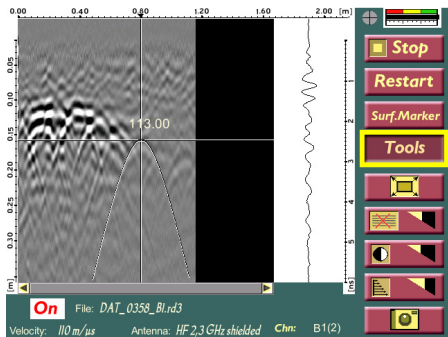 0.00 0.40 0.80 1.20 1.60 [m] 2.00
0.05
0.10
0.15
0.20
0.25
0.30
[m]
113.00
1
2
3
4
5
[ns]
Stop
Restart
Surf.Marker
Tools
On File: DAT_0358_B1.rd3
Velocity: 110 m/µs Antenna: HF 2,3 GHz shielded Chn: B1(2)